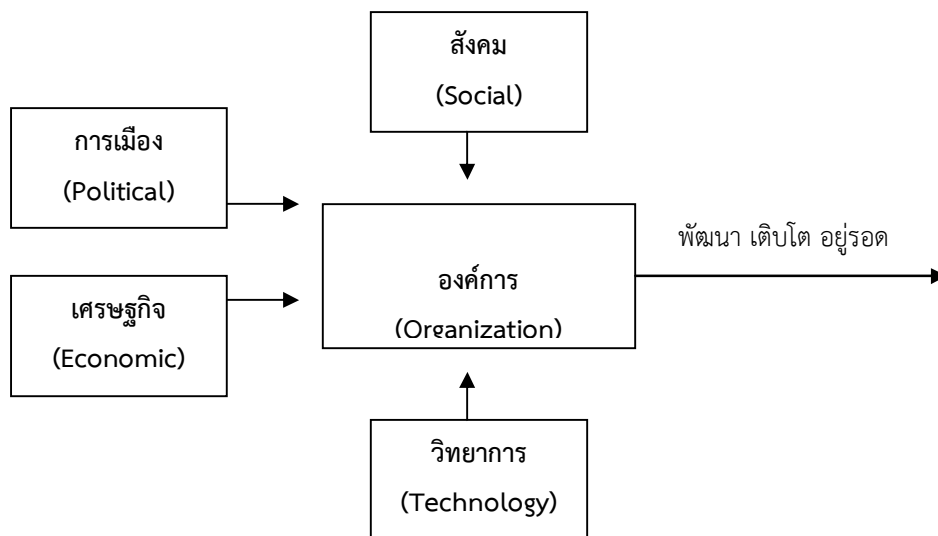 สังคม
(Social)
การเมือง
(Political)
พัฒนา เติบโต อยู่รอด
องค์การ
(Organization)
เศรษฐกิจ
(Economic)
วิทยาการ
(Technology)